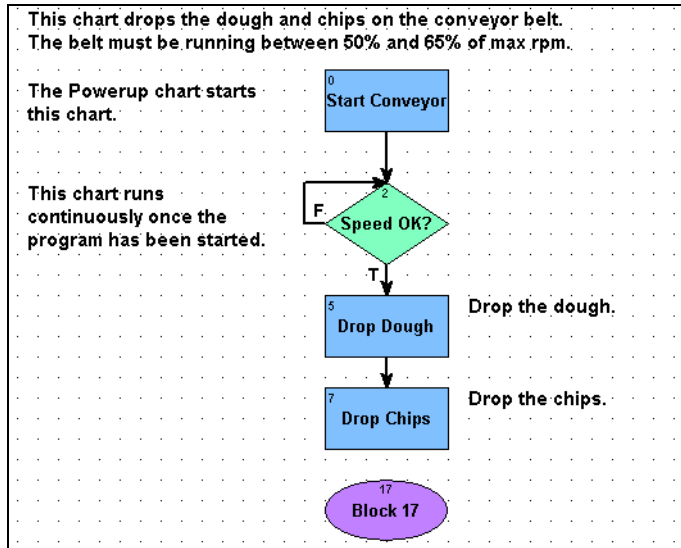 This chart drops the dough and chips on the conveyor belt.
The belt must be running between 50% and 65% of max rpm.
The Powerup chart starts
this chart.
0
Start Conveyor
This chart runs
continuously once the
program has been started.
2
F
Speed OK?
T
5
Drop Dough
Drop the dough.
7
Drop Chips
Drop the chips.
17
Block 17